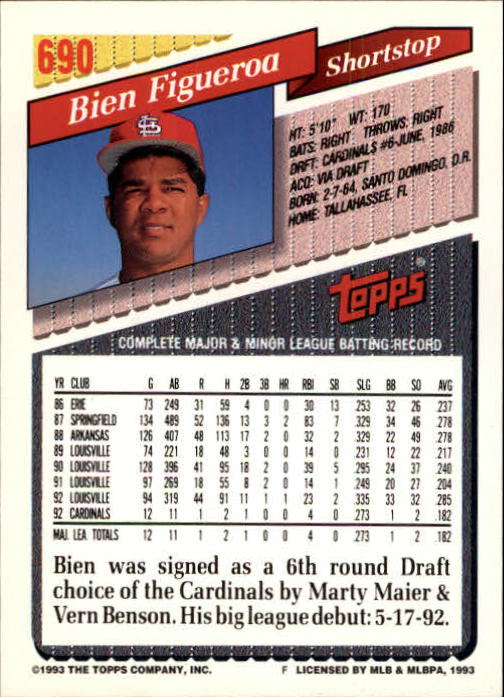 690
Bien Figueroa
Shortstop
HT: 5'10" WT: 170
BATS: RIGHT THROWS: RIGHT
DRFT: CARDINALS #6-JUNE, 1986
ACQ: VIA DRAFT
BORN: 2-7-64, SANTO DOMINGO, D.R.
HOME: TALLAHASSEE, FL
StL
topps®
COMPLETE MAJOR & MINOR LEAGUE BATTING RECORD
YR CLUB G AB R H 2B 3B HR RBI SB SLG BB SO AVG
86 ERIE 73 249 31 59 4 0 0 30 13 .253 32 26 .237
87 SPRINGFIELD 134 489 52 136 13 3 2 83 7 .329 34 46 .278
88 ARKANSAS 126 407 48 113 17 2 0 32 2 .329 22 49 .278
89 LOUISVILLE 74 221 18 48 3 0 0 14 0 .231 12 22 .217
90 LOUISVILLE 128 396 41 95 18 2 0 39 5 .295 24 37 .240
91 LOUISVILLE 97 269 18 55 8 2 0 14 1 .249 20 27 .204
92 LOUISVILLE 94 319 44 91 11 1 1 23 2 .335 33 32 .285
92 CARDINALS 12 11 1 2 1 0 0 4 0 .273 1 2 .182
MAJ. LEA. TOTALS 12 11 1 2 1 0 0 4 0 .273 1 2 .182
Bien was signed as a 6th round Draft
choice of the Cardinals by Marty Maier &
Vern Benson. His big league debut: 5-17-92.
©1993 THE TOPPS COMPANY, INC. F LICENSED BY MLB & MLBPA, 1993